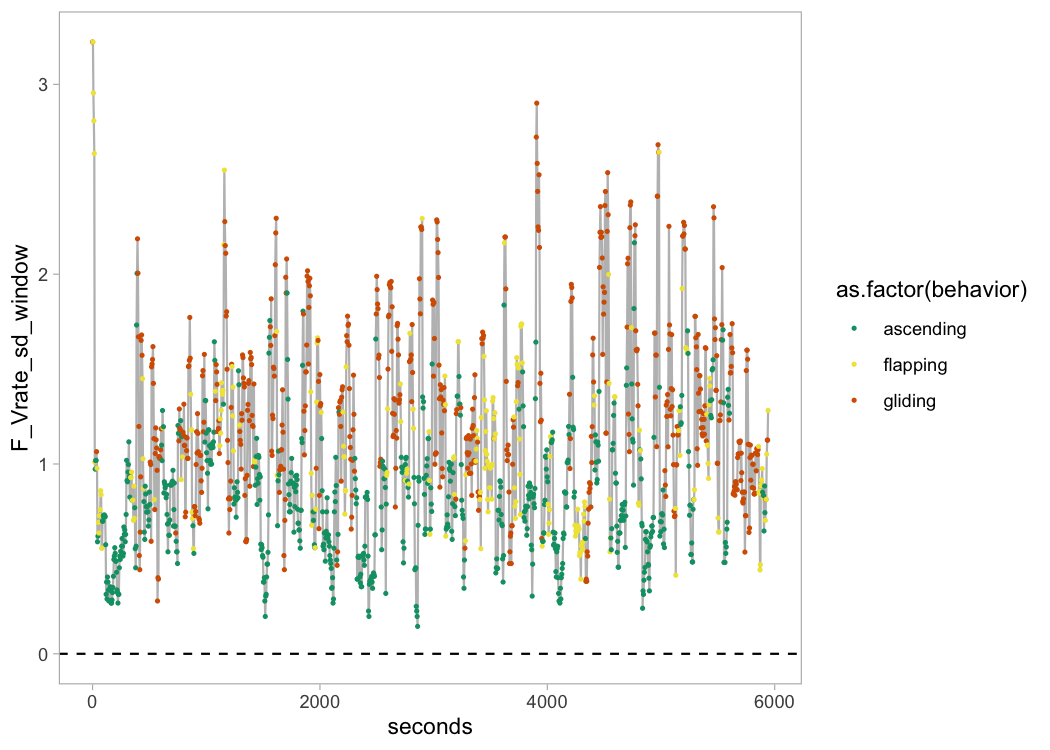 F_Vrate_sd_window
3
2
1
0
0 2000 4000 6000
seconds
as.factor(behavior)
ascending
flapping
gliding